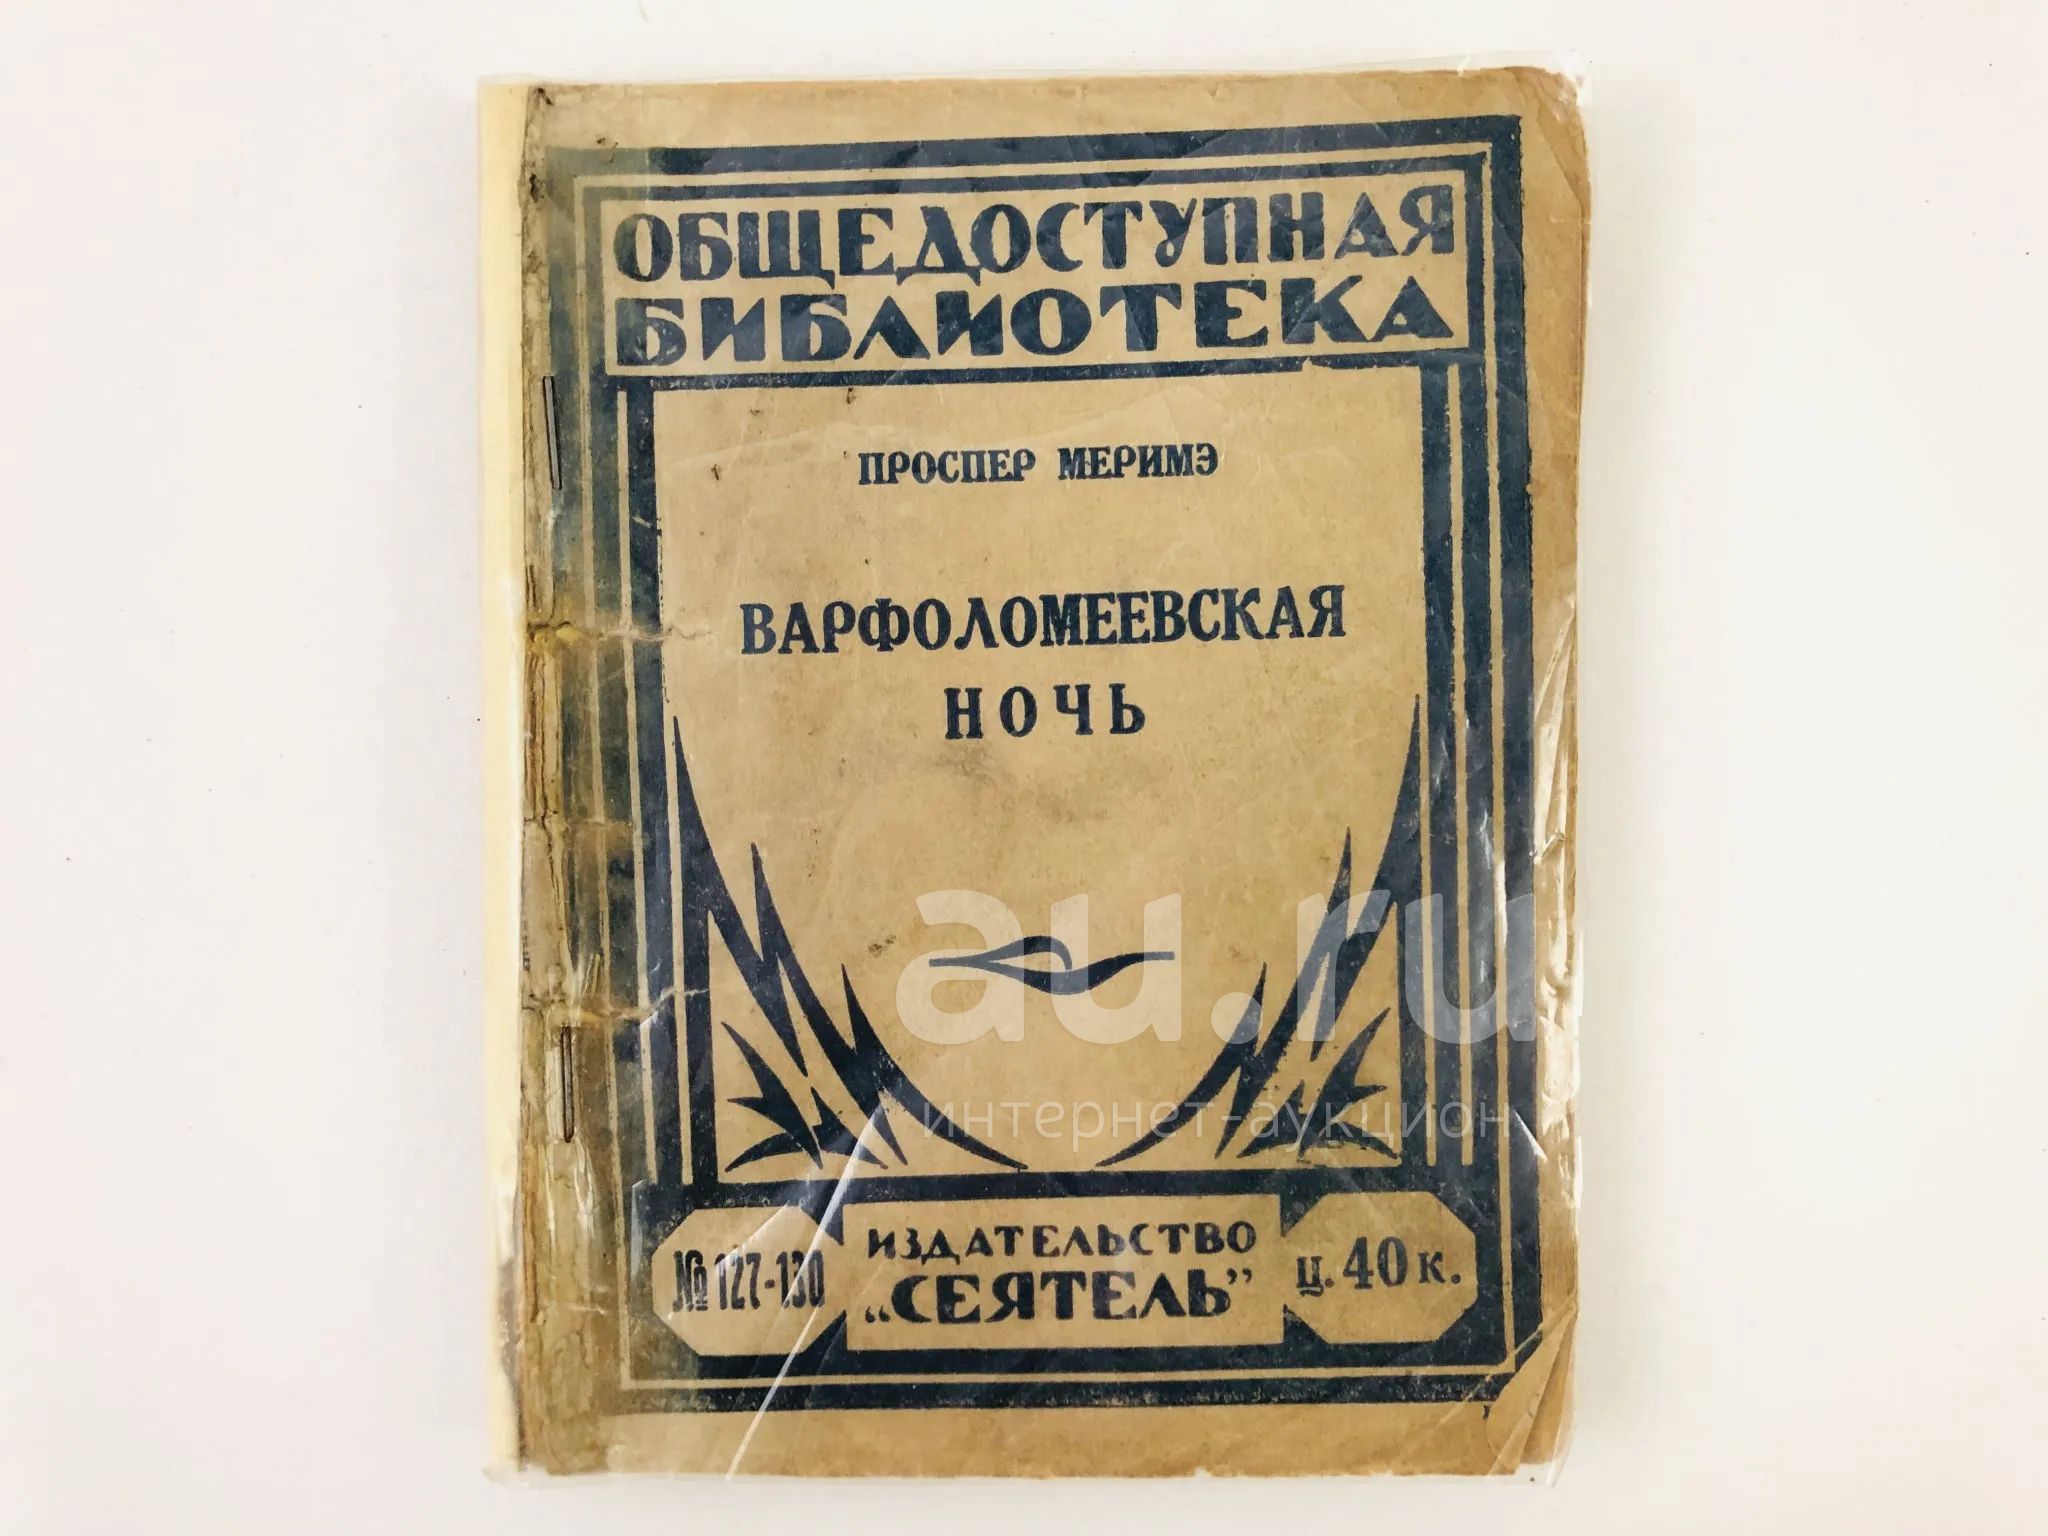 ОБЩЕДОСТУПНАЯ
БИБЛИОТЕКА
ПРОСПЕР МЕРИМЭ
ВАРФОЛОМЕЕВСКАЯ
НОЧЬ
au.ru
интернет-аукцион
№ 127-130
ИЗДАТЕЛЬСТВО
„СЕЯТЕЛЬ”
Ц. 40 к.